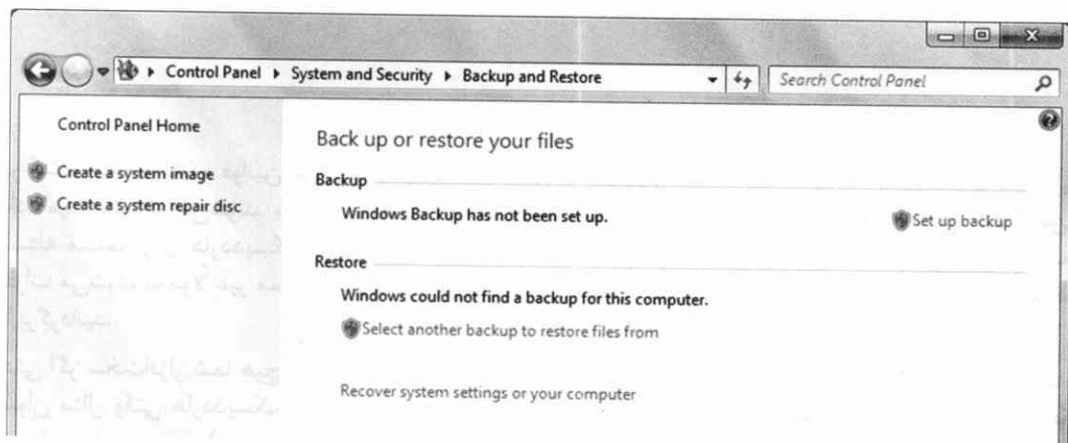 Control Panel ▸ System and Security ▸ Backup and Restore
Search Control Panel
Control Panel Home
Create a system image
Create a system repair disc
Back up or restore your files
Backup
Windows Backup has not been set up.
Set up backup
Restore
Windows could not find a backup for this computer.
Select another backup to restore files from
Recover system settings or your computer